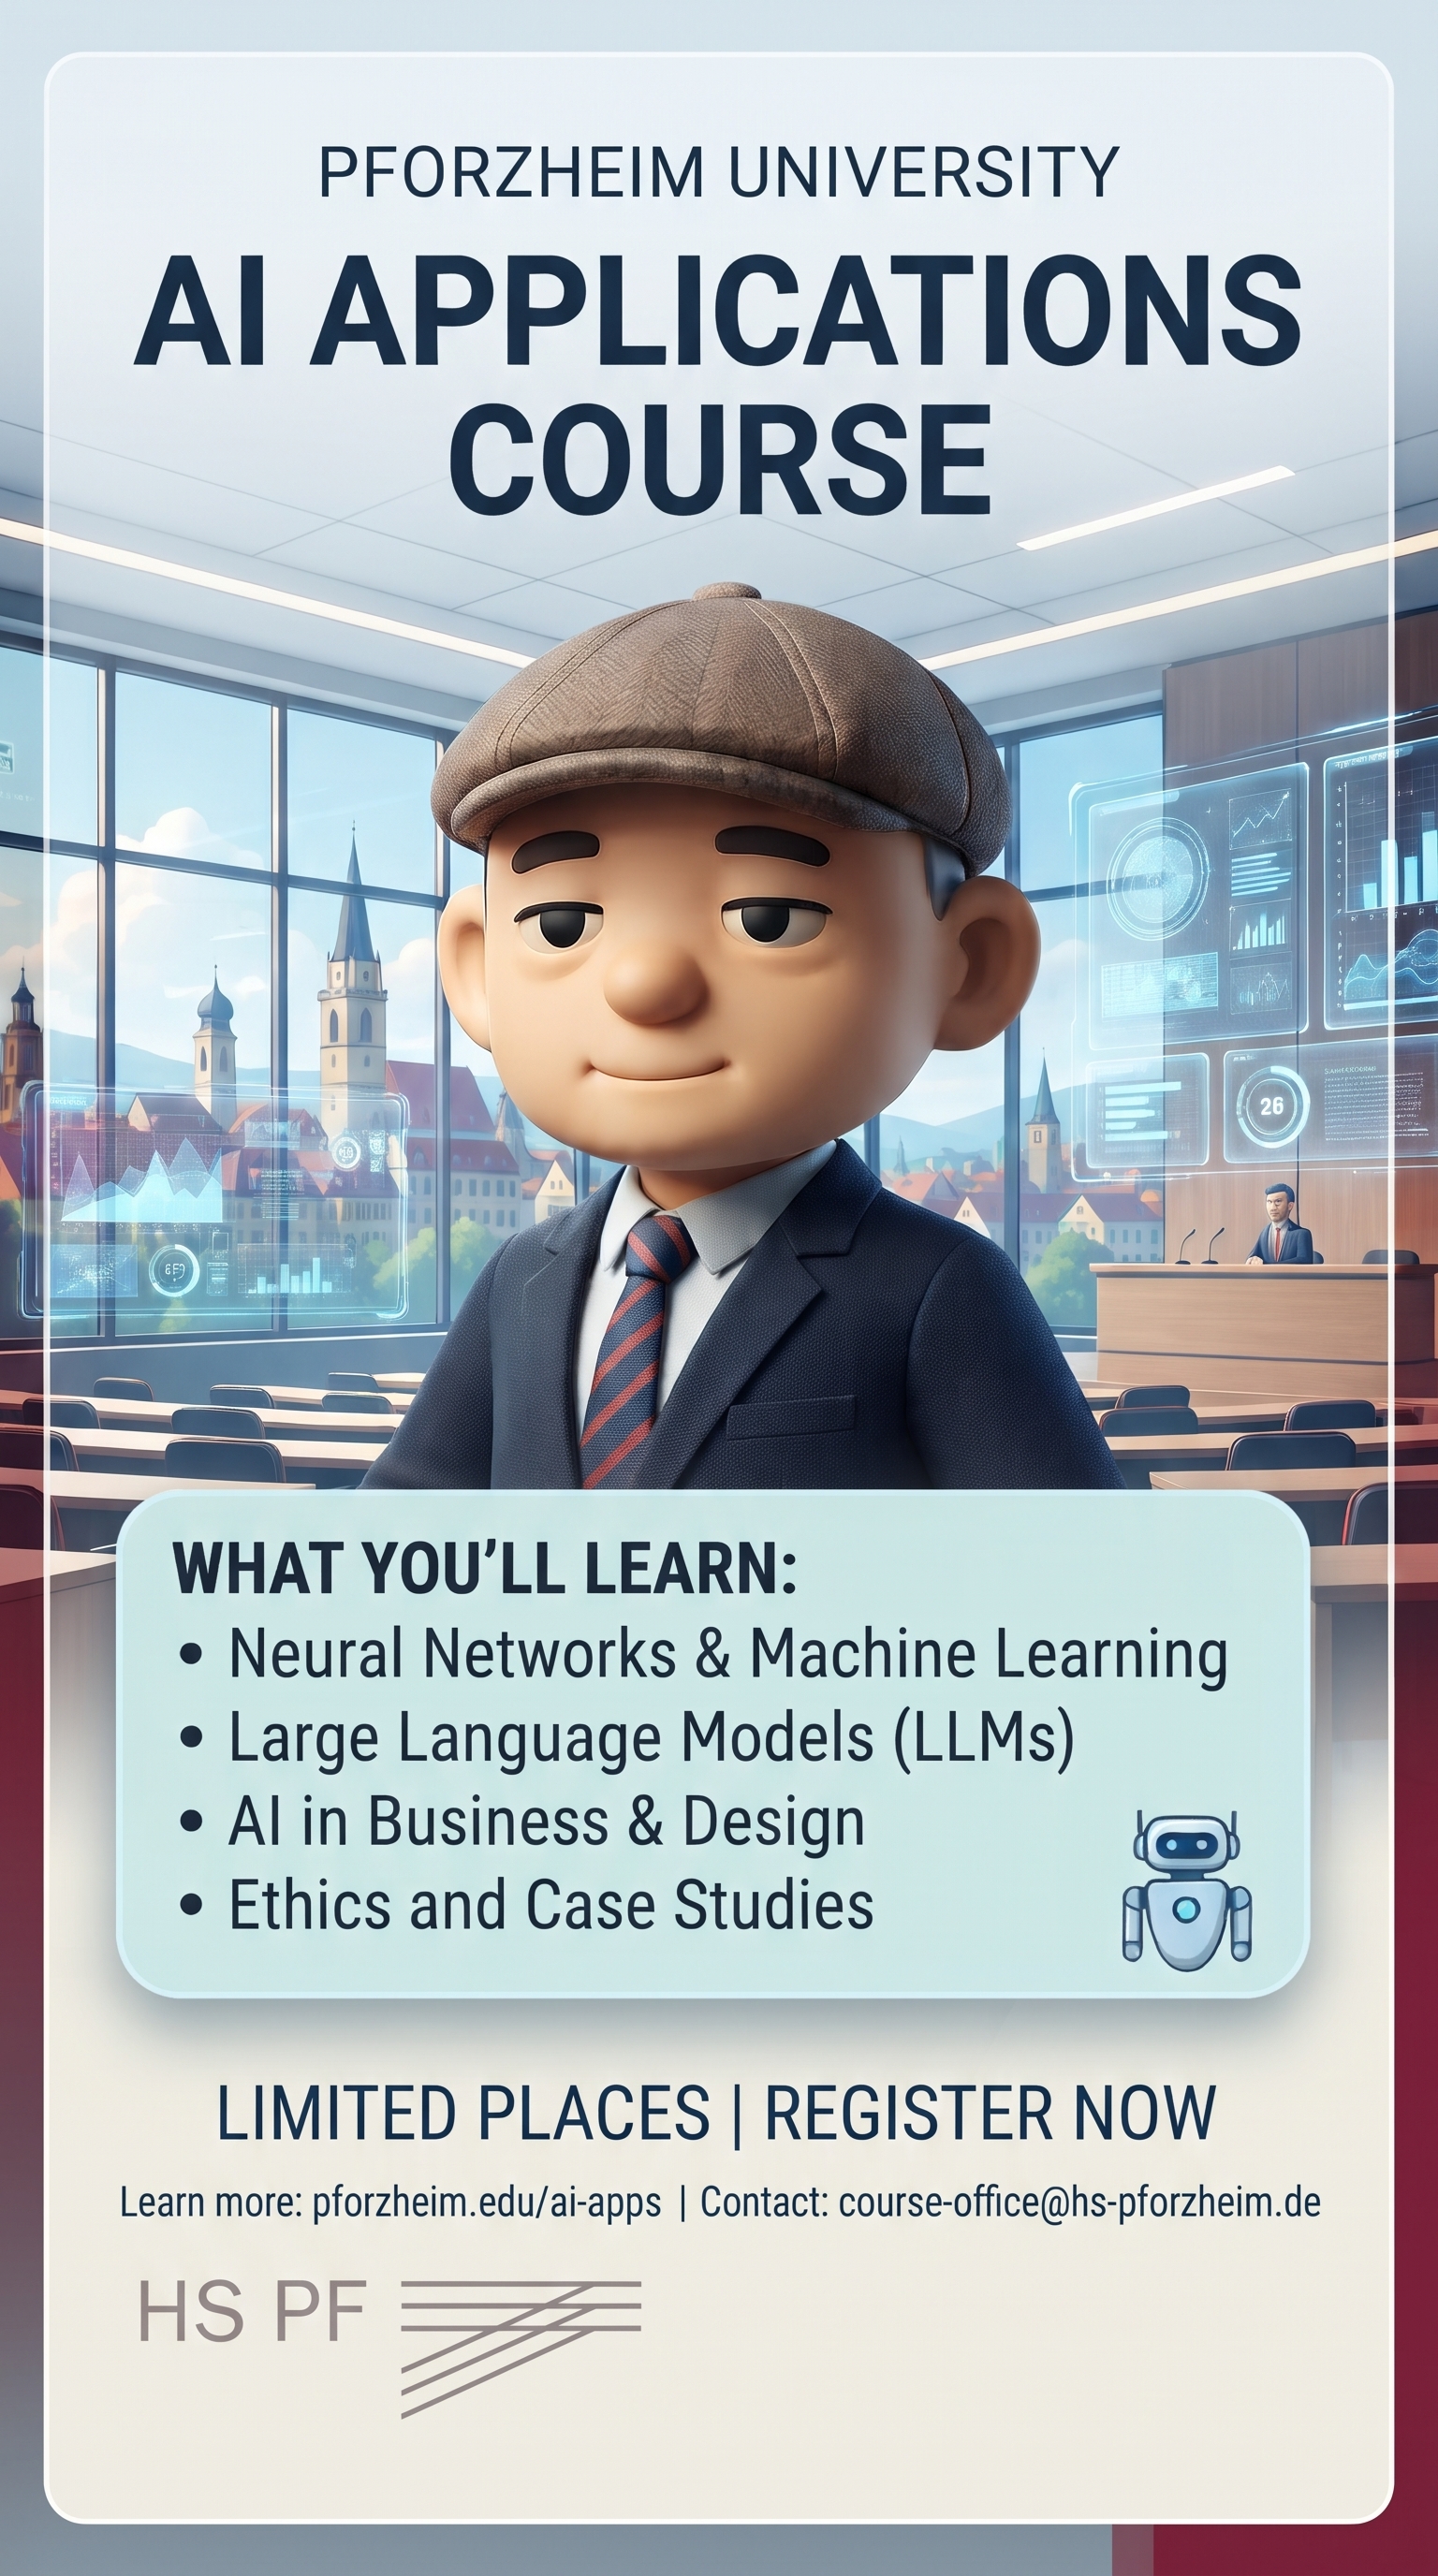 PFORZHEIM UNIVERSITY
AI APPLICATIONS
COURSE
26
WHAT YOU’LL LEARN:
• Neural Networks & Machine Learning
• Large Language Models (LLMs)
• AI in Business & Design
• Ethics and Case Studies
LIMITED PLACES | REGISTER NOW
Learn more: pforzheim.edu/ai-apps | Contact: course-office@hs-pforzheim.de
HS PF